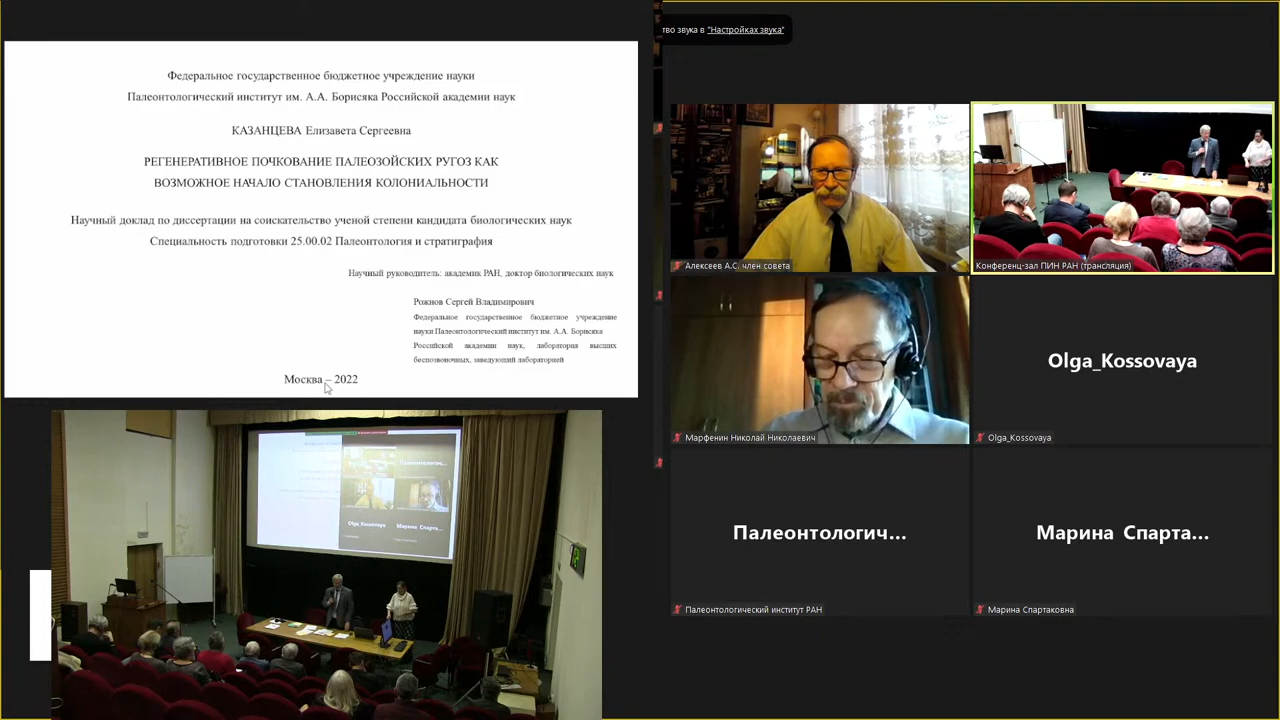 тво звука в "Настройках звука"
Федеральное государственное бюджетное учреждение науки
Палеонтологический институт им. А.А. Борисяка Российской академии наук
КАЗАНЦЕВА Елизавета Сергеевна
РЕГЕНЕРАТИВНОЕ ПОЧКОВАНИЕ ПАЛЕОЗОЙСКИХ РУГОЗ КАК
ВОЗМОЖНОЕ НАЧАЛО СТАНОВЛЕНИЯ КОЛОНИАЛЬНОСТИ
Научный доклад по диссертации на соискательство ученой степени кандидата биологических наук
Специальность подготовки 25.00.02 Палеонтология и стратиграфия
Научный руководитель: академик РАН, доктор биологических наук
Рожнов Сергей Владимирович
Федеральное государственное бюджетное учреждение
науки Палеонтологический институт им. А.А. Борисяка
Российской академии наук, лаборатория высших
беспозвоночных, заведующий лабораторией
Москва – 2022
Алексеев А.С. член совета
Конференц-зал ПИН РАН (трансляция)
Марфенин Николай Николаевич
Olga_Kossovaya
Olga_Kossovaya
Палеонтологич...
Палеонтологический институт РАН
Марина Спарта...
Марина Спартаковна
Палеонтологич...
Olga_Kossovaya
Марина Спарта...